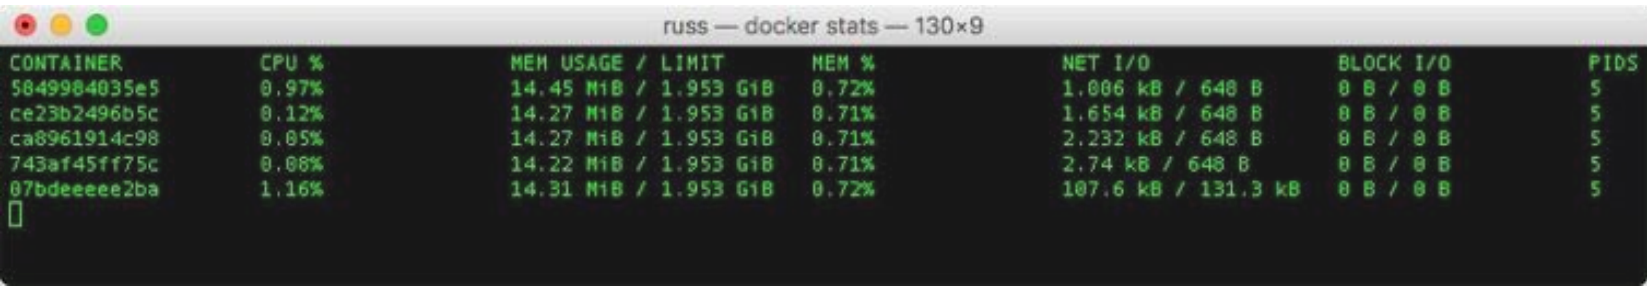 russ — docker stats — 130×9
CONTAINER CPU % MEM USAGE / LIMIT MEM % NET I/O BLOCK I/O PIDS
5849984035e5 0.97% 14.45 MiB / 1.953 GiB 0.72% 1.006 kB / 648 B 0 B / 0 B 5
ce23b2496b5c 0.12% 14.27 MiB / 1.953 GiB 0.71% 1.654 kB / 648 B 0 B / 0 B 5
ca8961914c98 0.05% 14.27 MiB / 1.953 GiB 0.71% 2.232 kB / 648 B 0 B / 0 B 5
743af45ff75c 0.08% 14.22 MiB / 1.953 GiB 0.71% 2.74 kB / 648 B 0 B / 0 B 5
07bdeeeeee2ba 1.16% 14.31 MiB / 1.953 GiB 0.72% 107.6 kB / 131.3 kB 0 B / 0 B 5